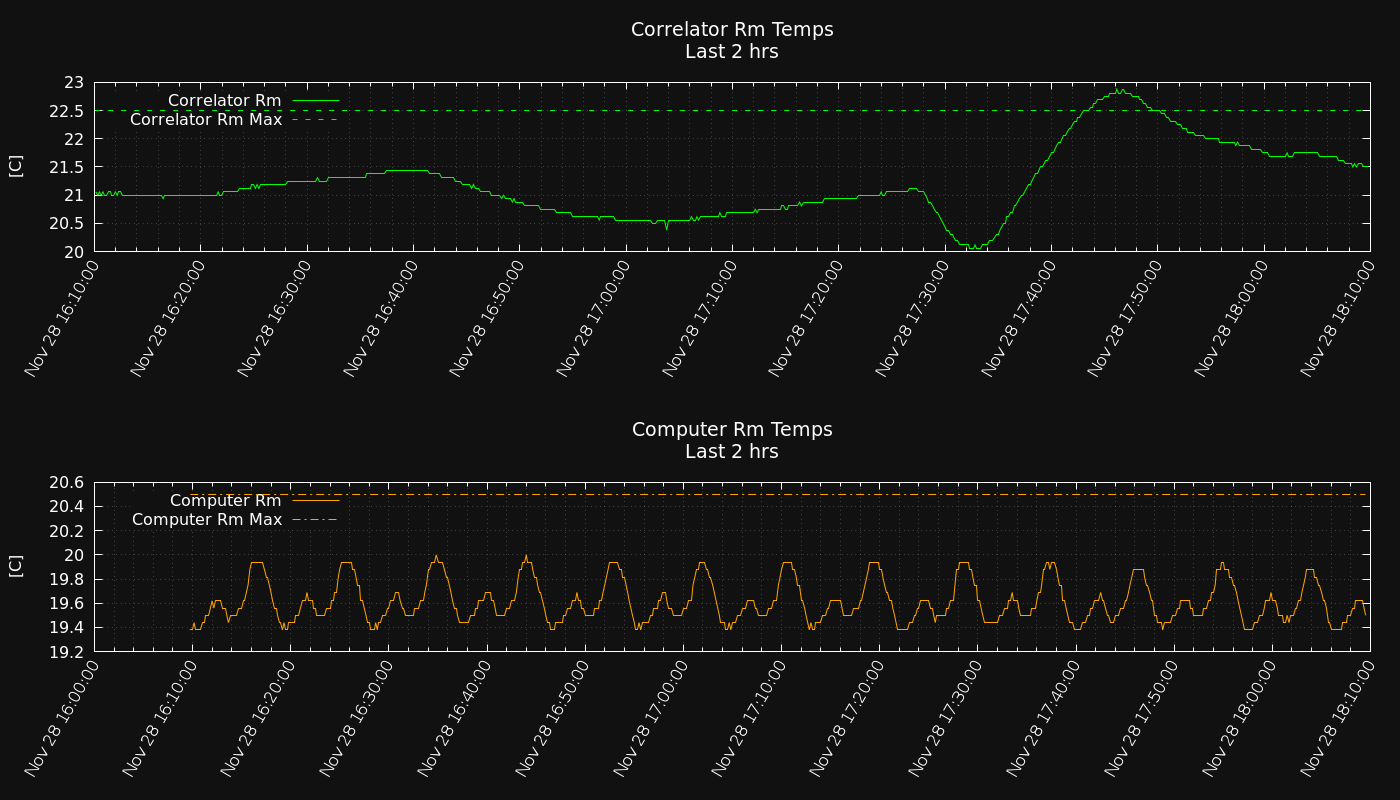 Correlator Rm Temps
Last 2 hrs
23
22.5
22
21.5
21
20.5
20
[C]
Correlator Rm
Correlator Rm Max
Nov 28 16:10:00
Nov 28 16:20:00
Nov 28 16:30:00
Nov 28 16:40:00
Nov 28 16:50:00
Nov 28 17:00:00
Nov 28 17:10:00
Nov 28 17:20:00
Nov 28 17:30:00
Nov 28 17:40:00
Nov 28 17:50:00
Nov 28 18:00:00
Nov 28 18:10:00
Computer Rm Temps
Last 2 hrs
20.6
20.4
20.2
20
19.8
19.6
19.4
19.2
[C]
Computer Rm
Computer Rm Max
Nov 28 16:00:00
Nov 28 16:10:00
Nov 28 16:20:00
Nov 28 16:30:00
Nov 28 16:40:00
Nov 28 16:50:00
Nov 28 17:00:00
Nov 28 17:10:00
Nov 28 17:20:00
Nov 28 17:30:00
Nov 28 17:40:00
Nov 28 17:50:00
Nov 28 18:00:00
Nov 28 18:10:00